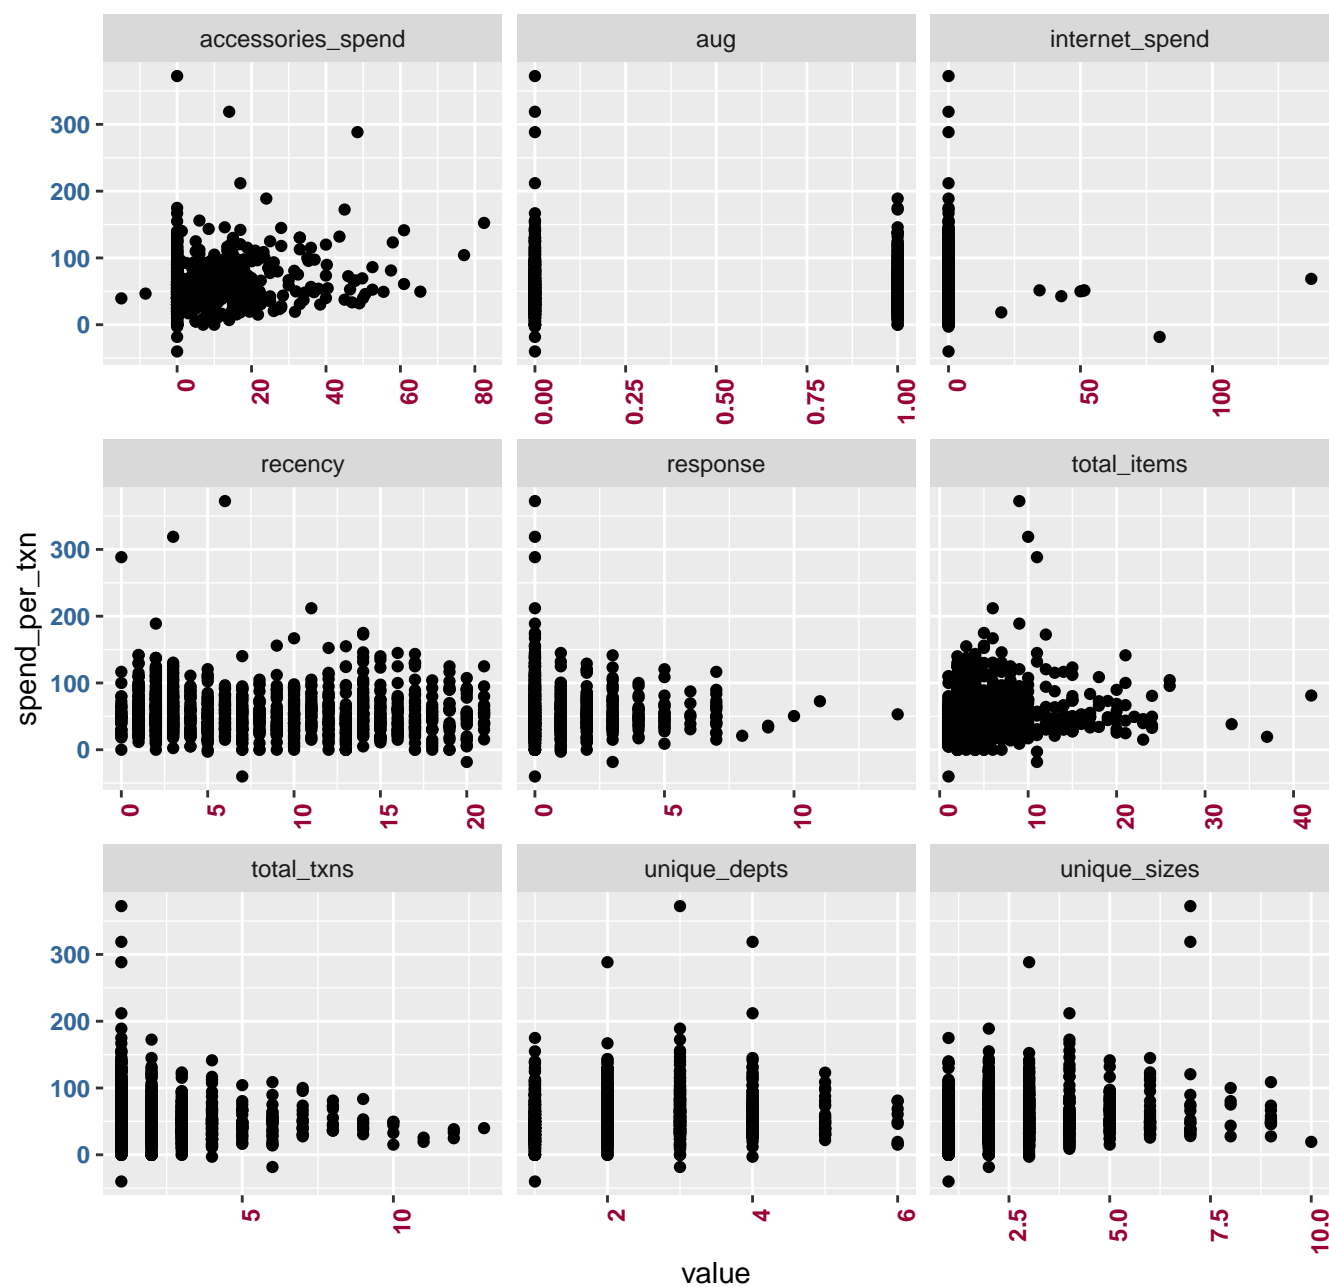 accessories_spend aug internet_spend
300
200
100
0
0 20 40 60 80 0.00 0.25 0.50 0.75 1.00 0 50 100
recency response total_items
300
200
100
0
0 5 10 15 20 0 5 10 0 10 20 30 40
spend_per_txn
total_txns unique_depts unique_sizes
300
200
100
0
5 10 2 4 6 2.5 5.0 7.5 10.0
value